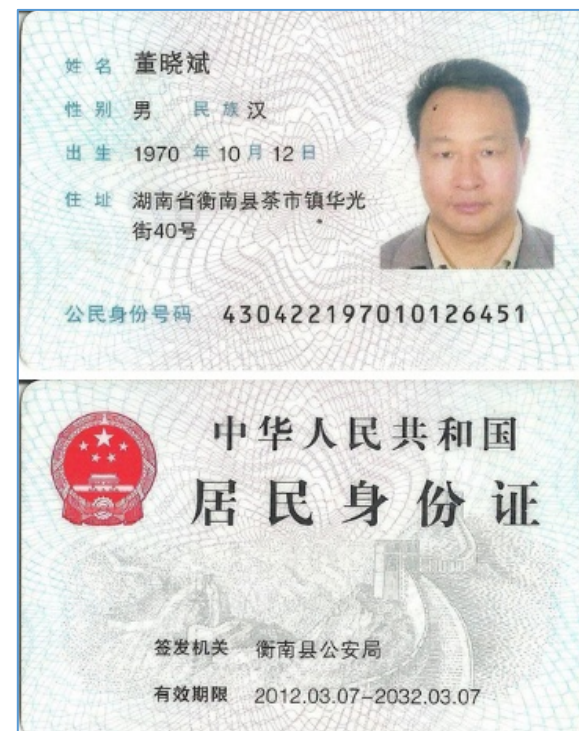 姓名 董晓斌
性别 男 民族 汉
出生 1970 年 10 月 12 日
住址 湖南省衡南县茶市镇华光
街40号
公民身份号码 430422197010126451
中华人民共和国
居民身份证
签发机关 衡南县公安局
有效期限 2012.03.07-2032.03.07